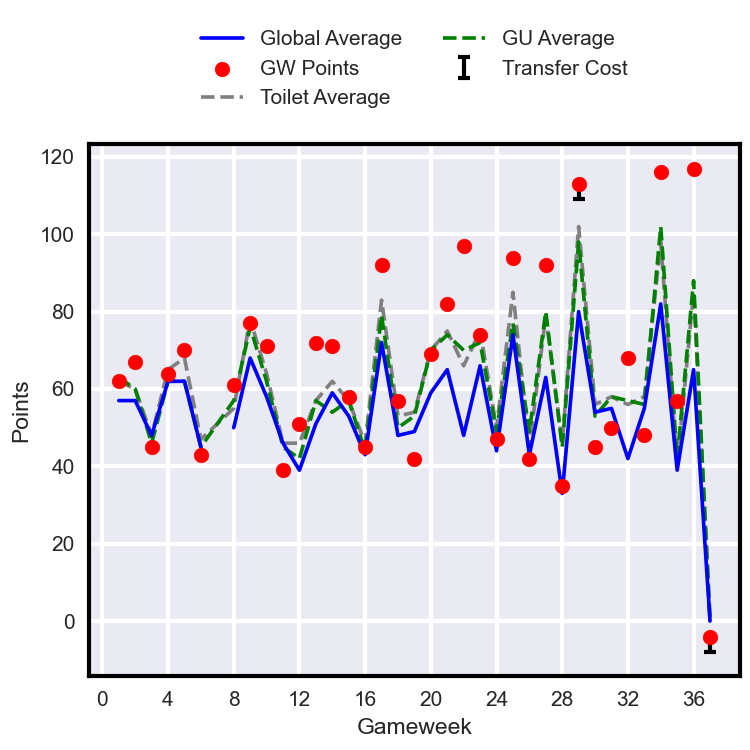 Global Average
GW Points
Toilet Average
GU Average
Transfer Cost
Points
120
100
80
60
40
20
0
0 4 8 12 16 20 24 28 32 36
Gameweek